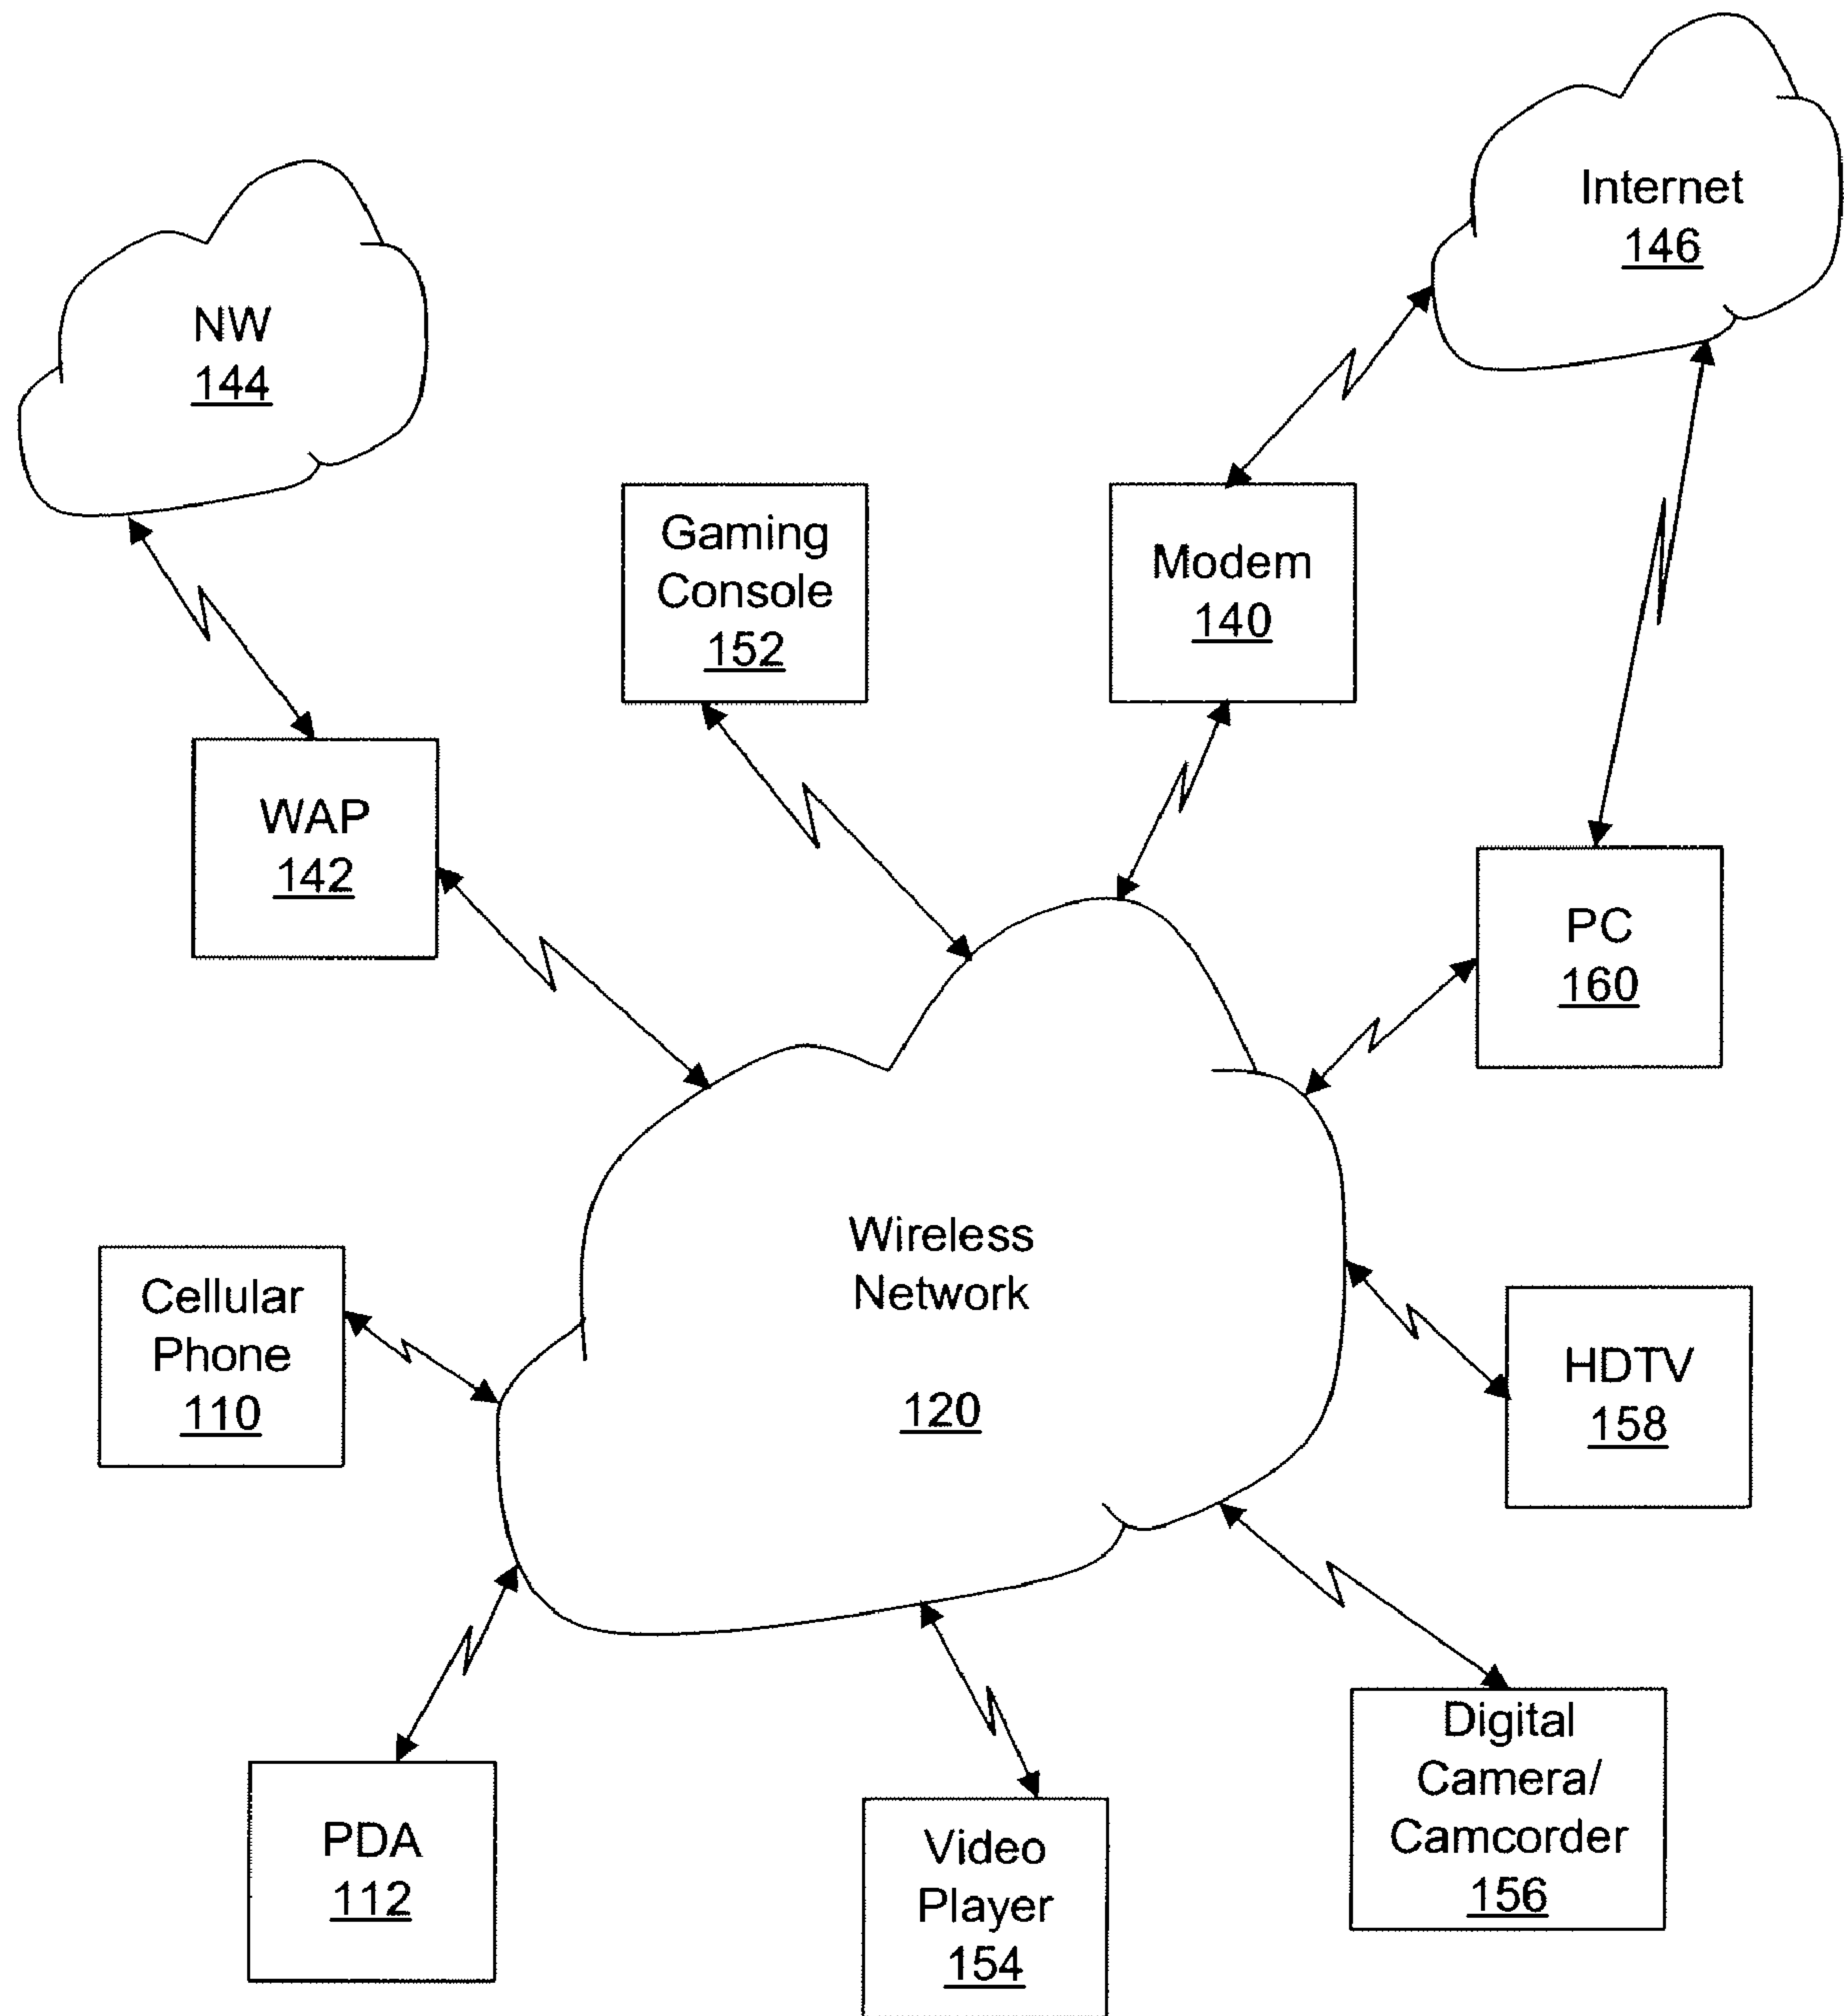 Internet
146
NW
144
Gaming
Console
152
Modem
140
WAP
142
PC
160
Wireless
Network
120
Cellular
Phone
110
HDTV
158
Digital
Camera/
Camcorder
156
PDA
112
Video
Player
154